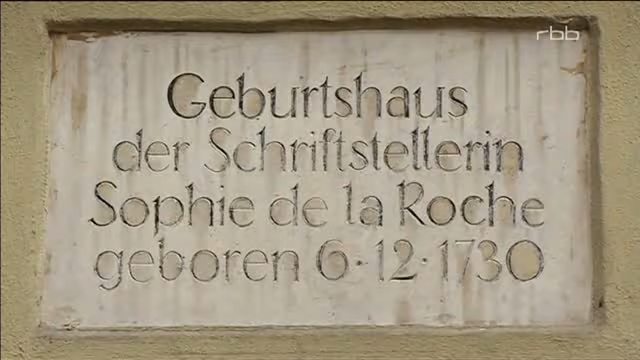 rbb
Geburtshaus
der Schriftstellerin
Sophie de la Roche
geboren 6·12·1730